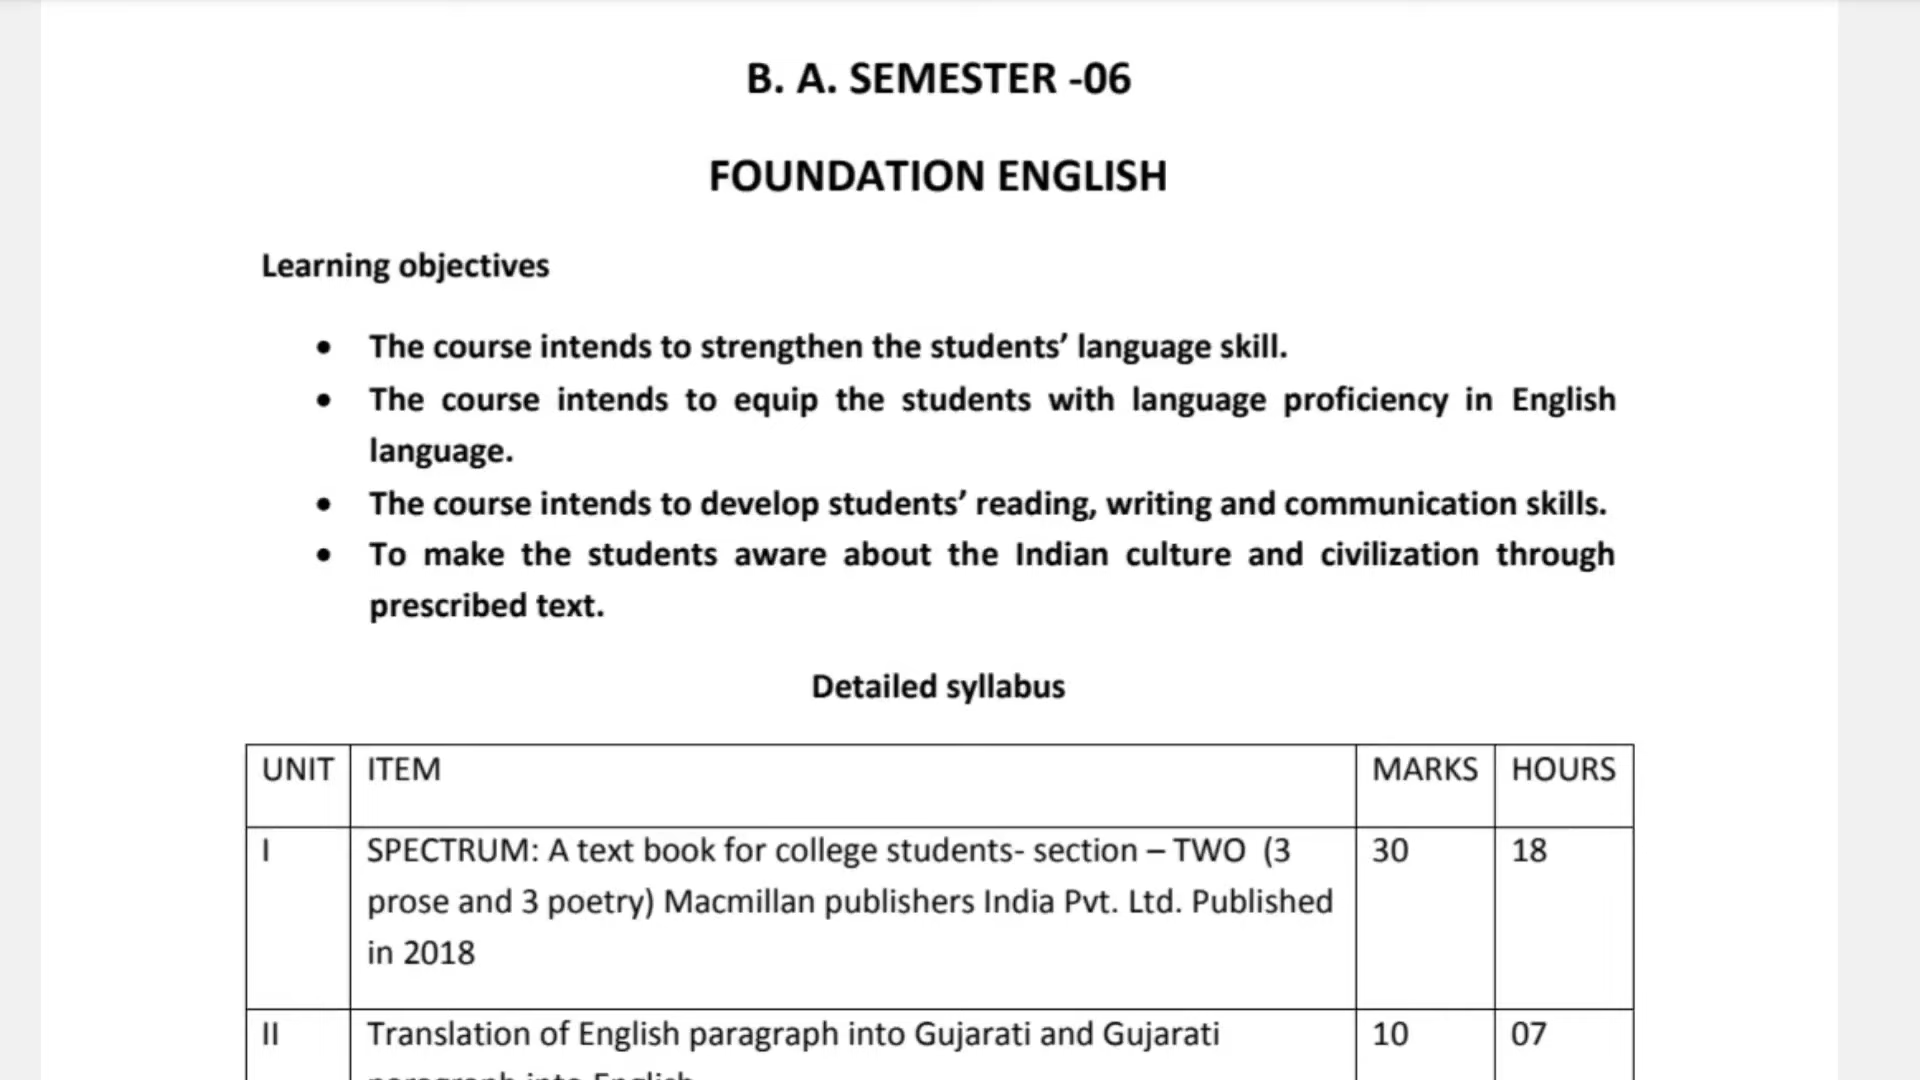 B. A. SEMESTER -06
FOUNDATION ENGLISH
Learning objectives
• The course intends to strengthen the students’ language skill.
• The course intends to equip the students with language proficiency in English
language.
• The course intends to develop students’ reading, writing and communication skills.
• To make the students aware about the Indian culture and civilization through
prescribed text.
Detailed syllabus
UNIT ITEM MARKS HOURS
I SPECTRUM: A text book for college students- section – TWO (3 30 18
prose and 3 poetry) Macmillan publishers India Pvt. Ltd. Published
in 2018
II Translation of English paragraph into Gujarati and Gujarati 10 07
paragraph into English